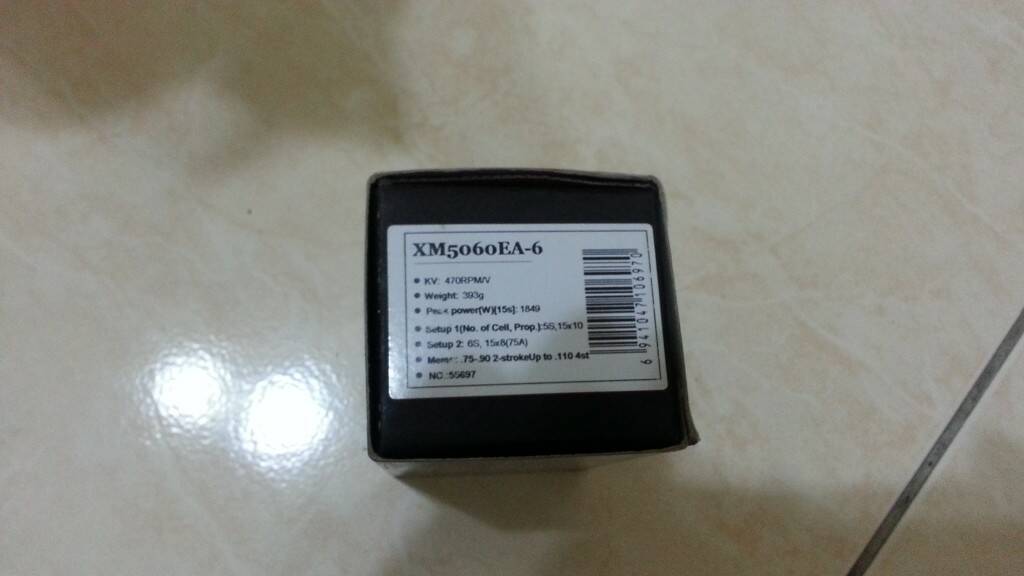 XM5060EA-6
KV: 470RPM/V
Weight: 393g
Peak power(W)[15s]: 1849
Setup 1(No. of Cell, Prop.):5S,15x10
Setup 2: 6S, 15x8(75A)
.75-.90 2-strokeUp to .110 4st
NO.:55697
6 941047 106970